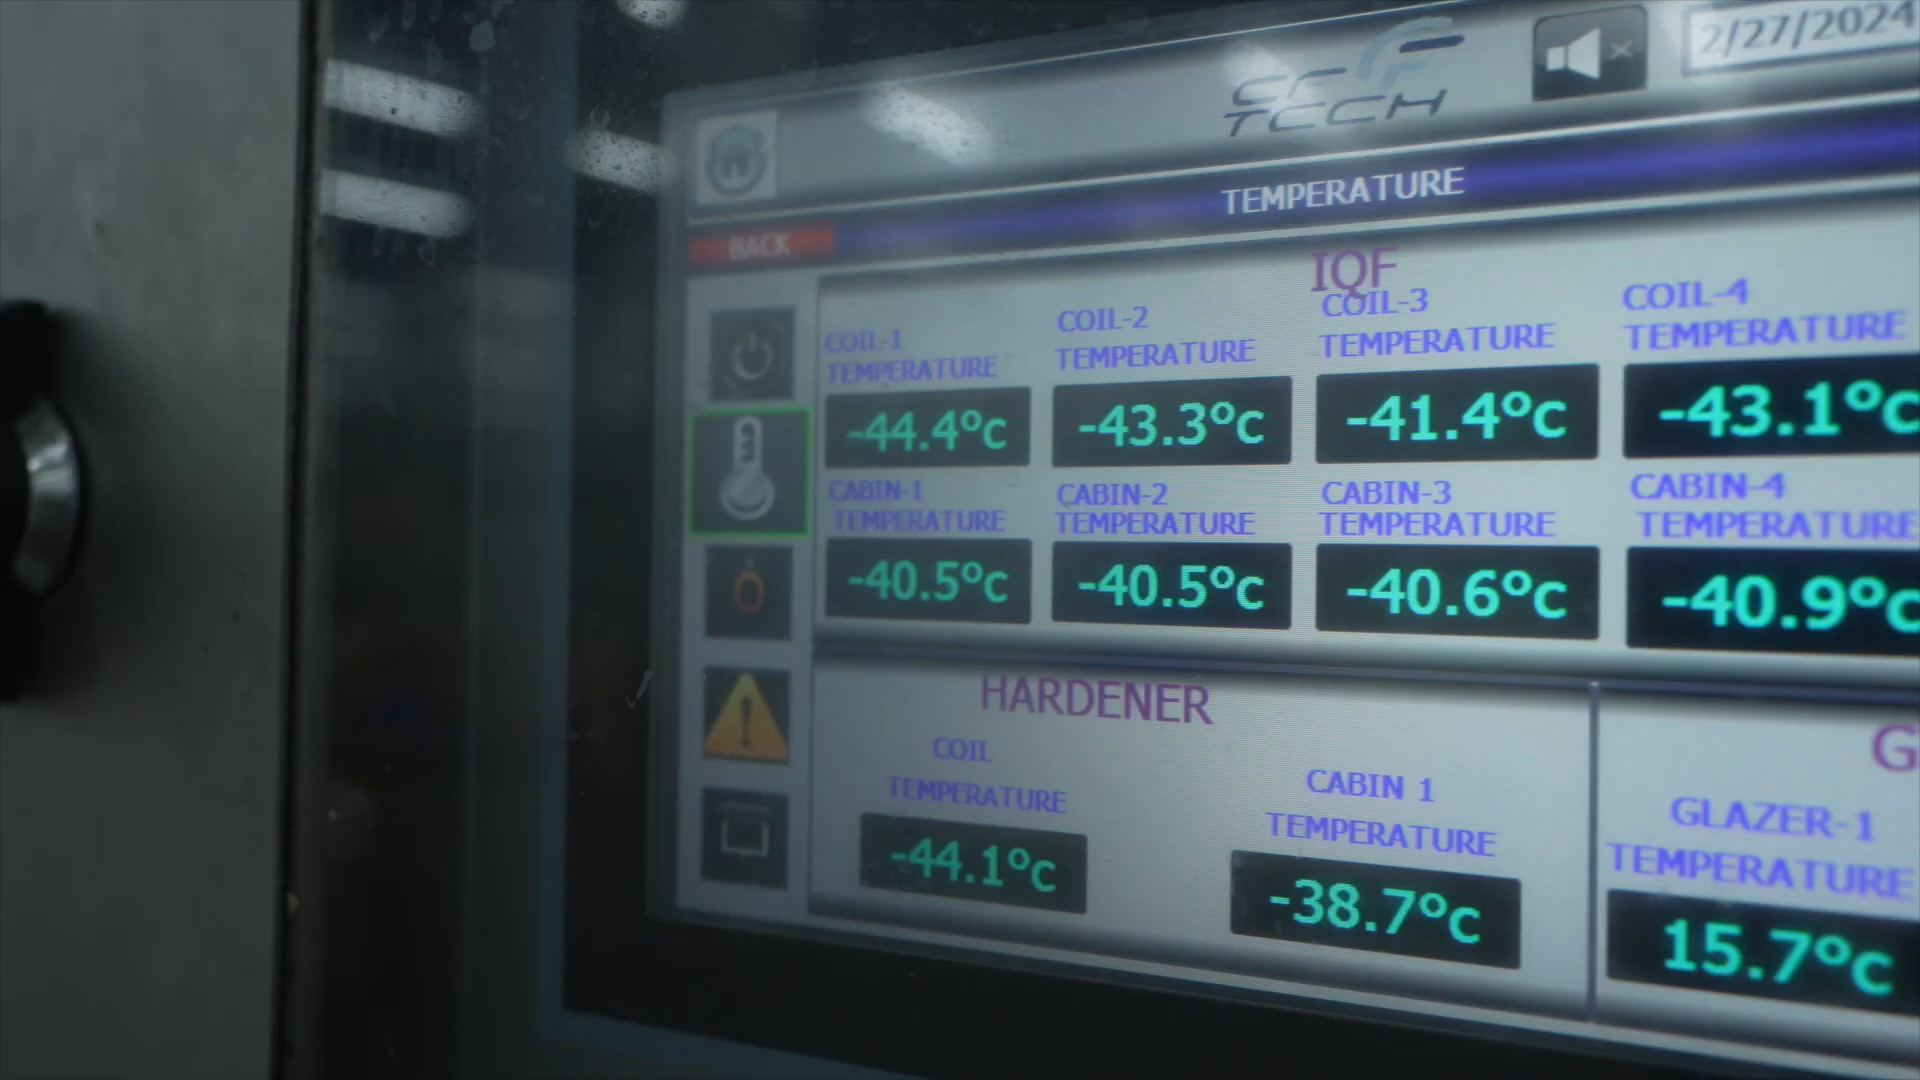 CF
TECH
2/27/2024
TEMPERATURE
BACK
IQF
COIL-1
TEMPERATURE
-44.4°c
COIL-2
TEMPERATURE
-43.3°c
COIL-3
TEMPERATURE
-41.4°c
COIL-4
TEMPERATURE
-43.1°c
CABIN-1
TEMPERATURE
-40.5°c
CABIN-2
TEMPERATURE
-40.5°c
CABIN-3
TEMPERATURE
-40.6°c
CABIN-4
TEMPERATURE
-40.9°c
HARDENER
COIL
TEMPERATURE
-44.1°c
CABIN 1
TEMPERATURE
-38.7°c
G
GLAZER-1
TEMPERATURE
15.7°c